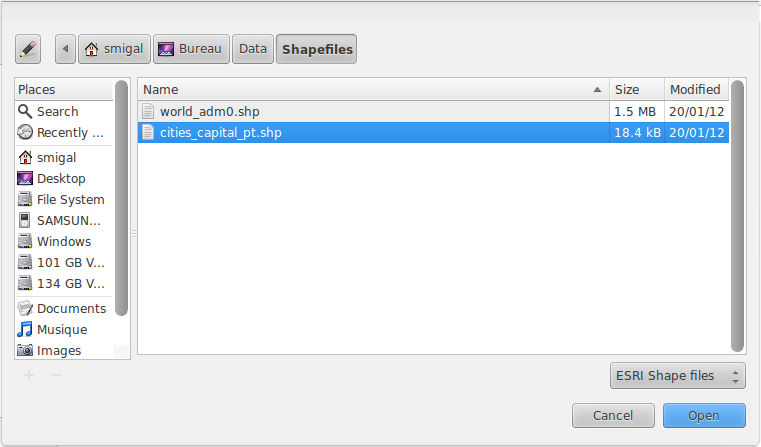 smigal Bureau Data Shapefiles
Places
Search
Recently ...
smigal
Desktop
File System
SAMSUN...
Windows
101 GB V...
134 GB V...
Documents
Musique
Images
Name Size Modified
world_adm0.shp 1.5 MB 20/01/12
cities_capital_pt.shp 18.4 kB 20/01/12
ESRI Shape files
Cancel Open